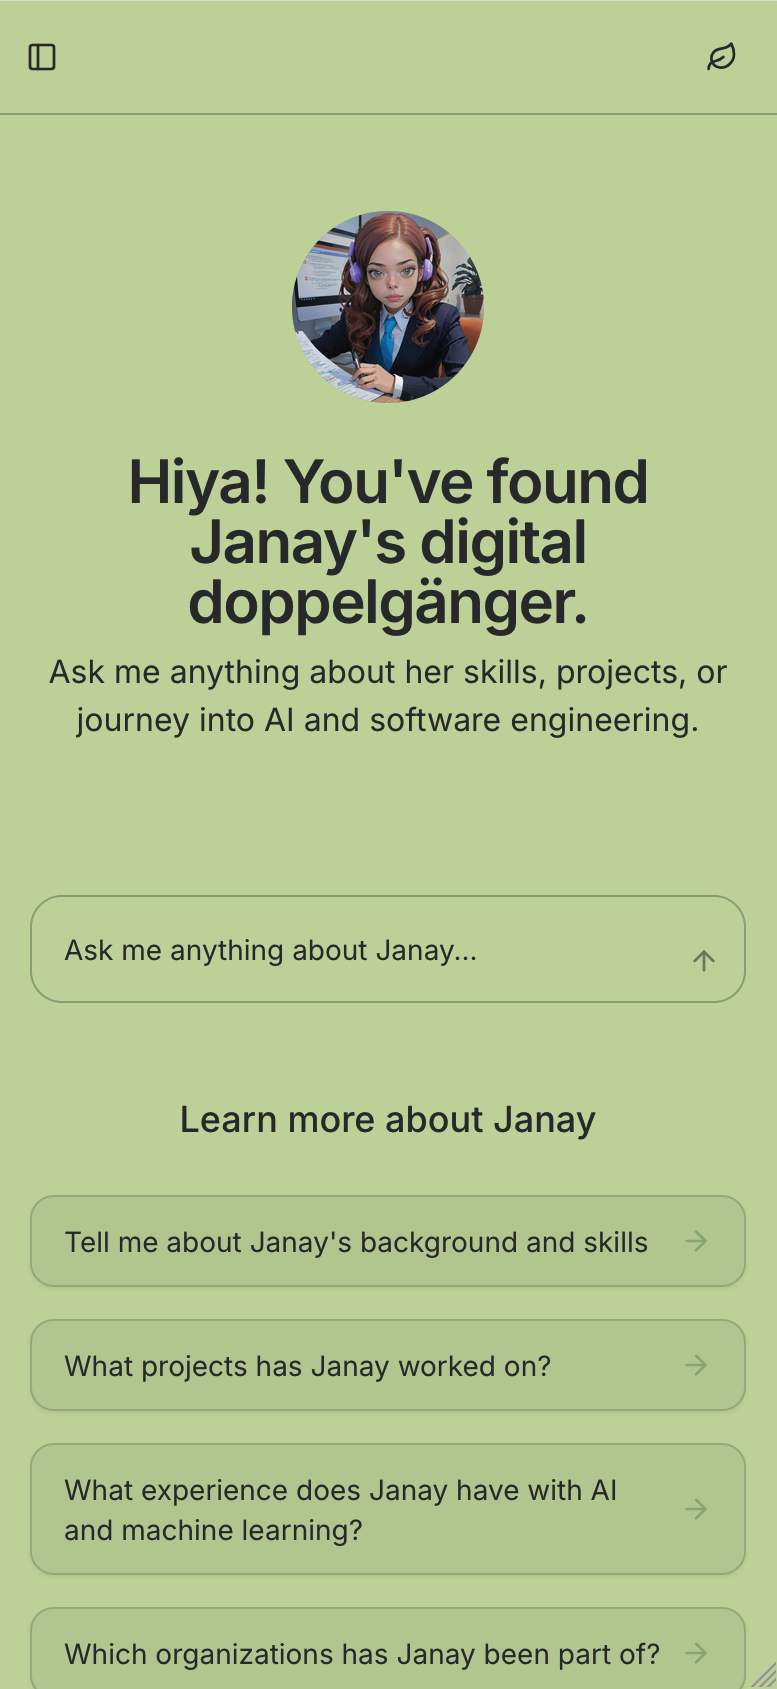 Hiya! You've found
Janay's digital
doppelgänger.
Ask me anything about her skills, projects, or
journey into AI and software engineering.
Ask me anything about Janay...
Learn more about Janay
Tell me about Janay's background and skills
What projects has Janay worked on?
What experience does Janay have with AI
and machine learning?
Which organizations has Janay been part of?